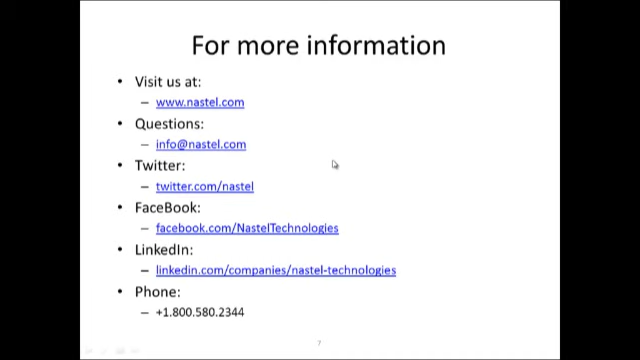 For more information
• Visit us at:
– www.nastel.com
• Questions:
– info@nastel.com
• Twitter:
– twitter.com/nastel
• FaceBook:
– facebook.com/NastelTechnologies
• LinkedIn:
– linkedin.com/companies/nastel-technologies
• Phone:
– +1.800.580.2344
7